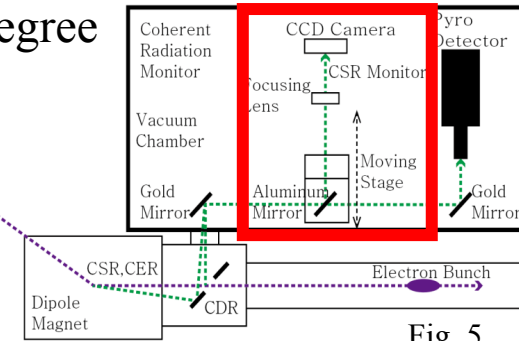 egree
Coherent
Radiation
Monitor
CCD Camera
Pyro
Detector
CSR Monitor
Focusing
Lens
Vacuum
Chamber
Moving
Stage
Gold
Mirror
Aluminum
Mirror
Gold
Mirror
CSR,CER
Electron Bunch
Dipole
Magnet
CDR
Fig. 5